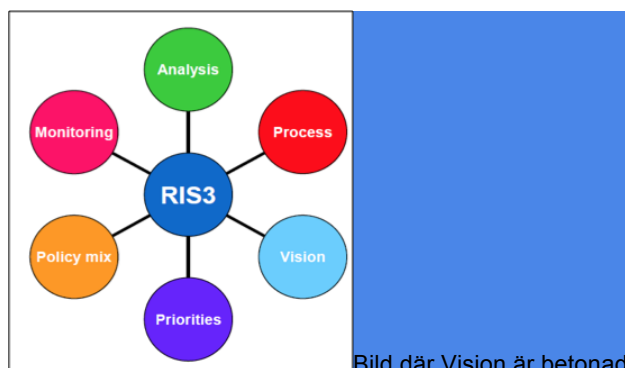 Analysis
Monitoring
Process
RIS3
Policy mix
Vision
Priorities
Bild där Vision är betonad